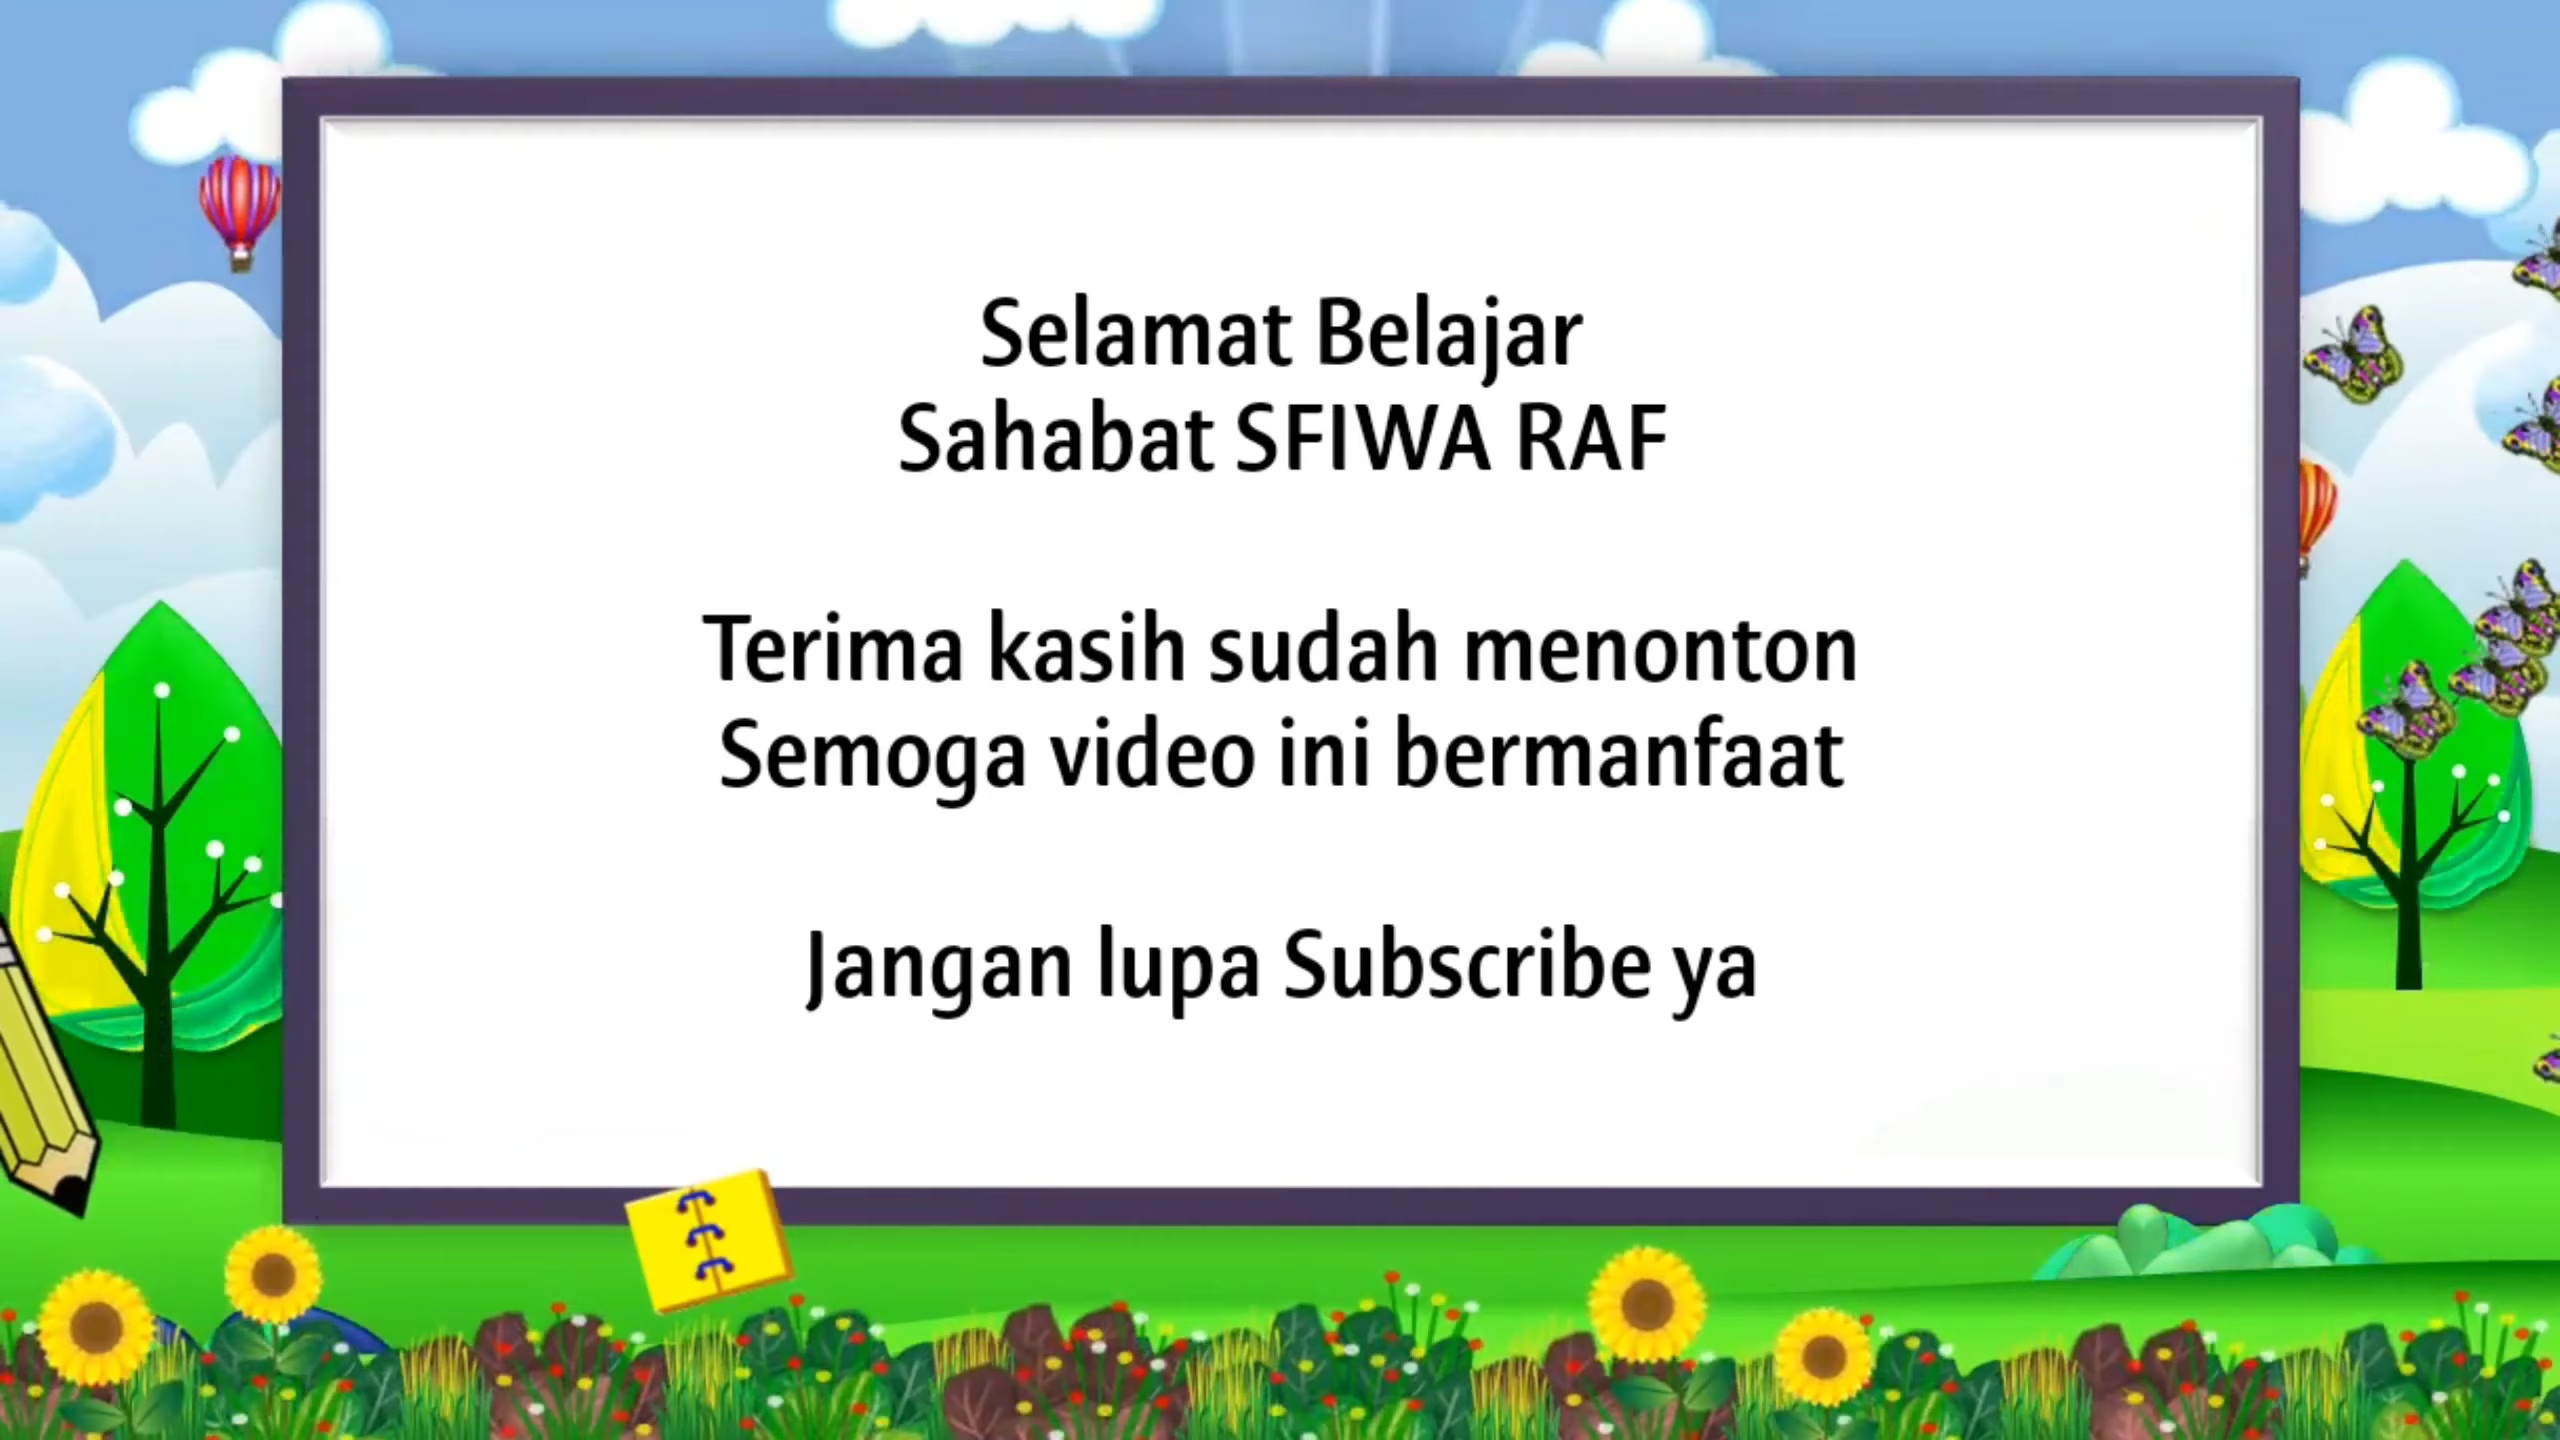 Selamat Belajar
Sahabat SFIWA RAF
Terima kasih sudah menonton
Semoga video ini bermanfaat
Jangan lupa Subscribe ya